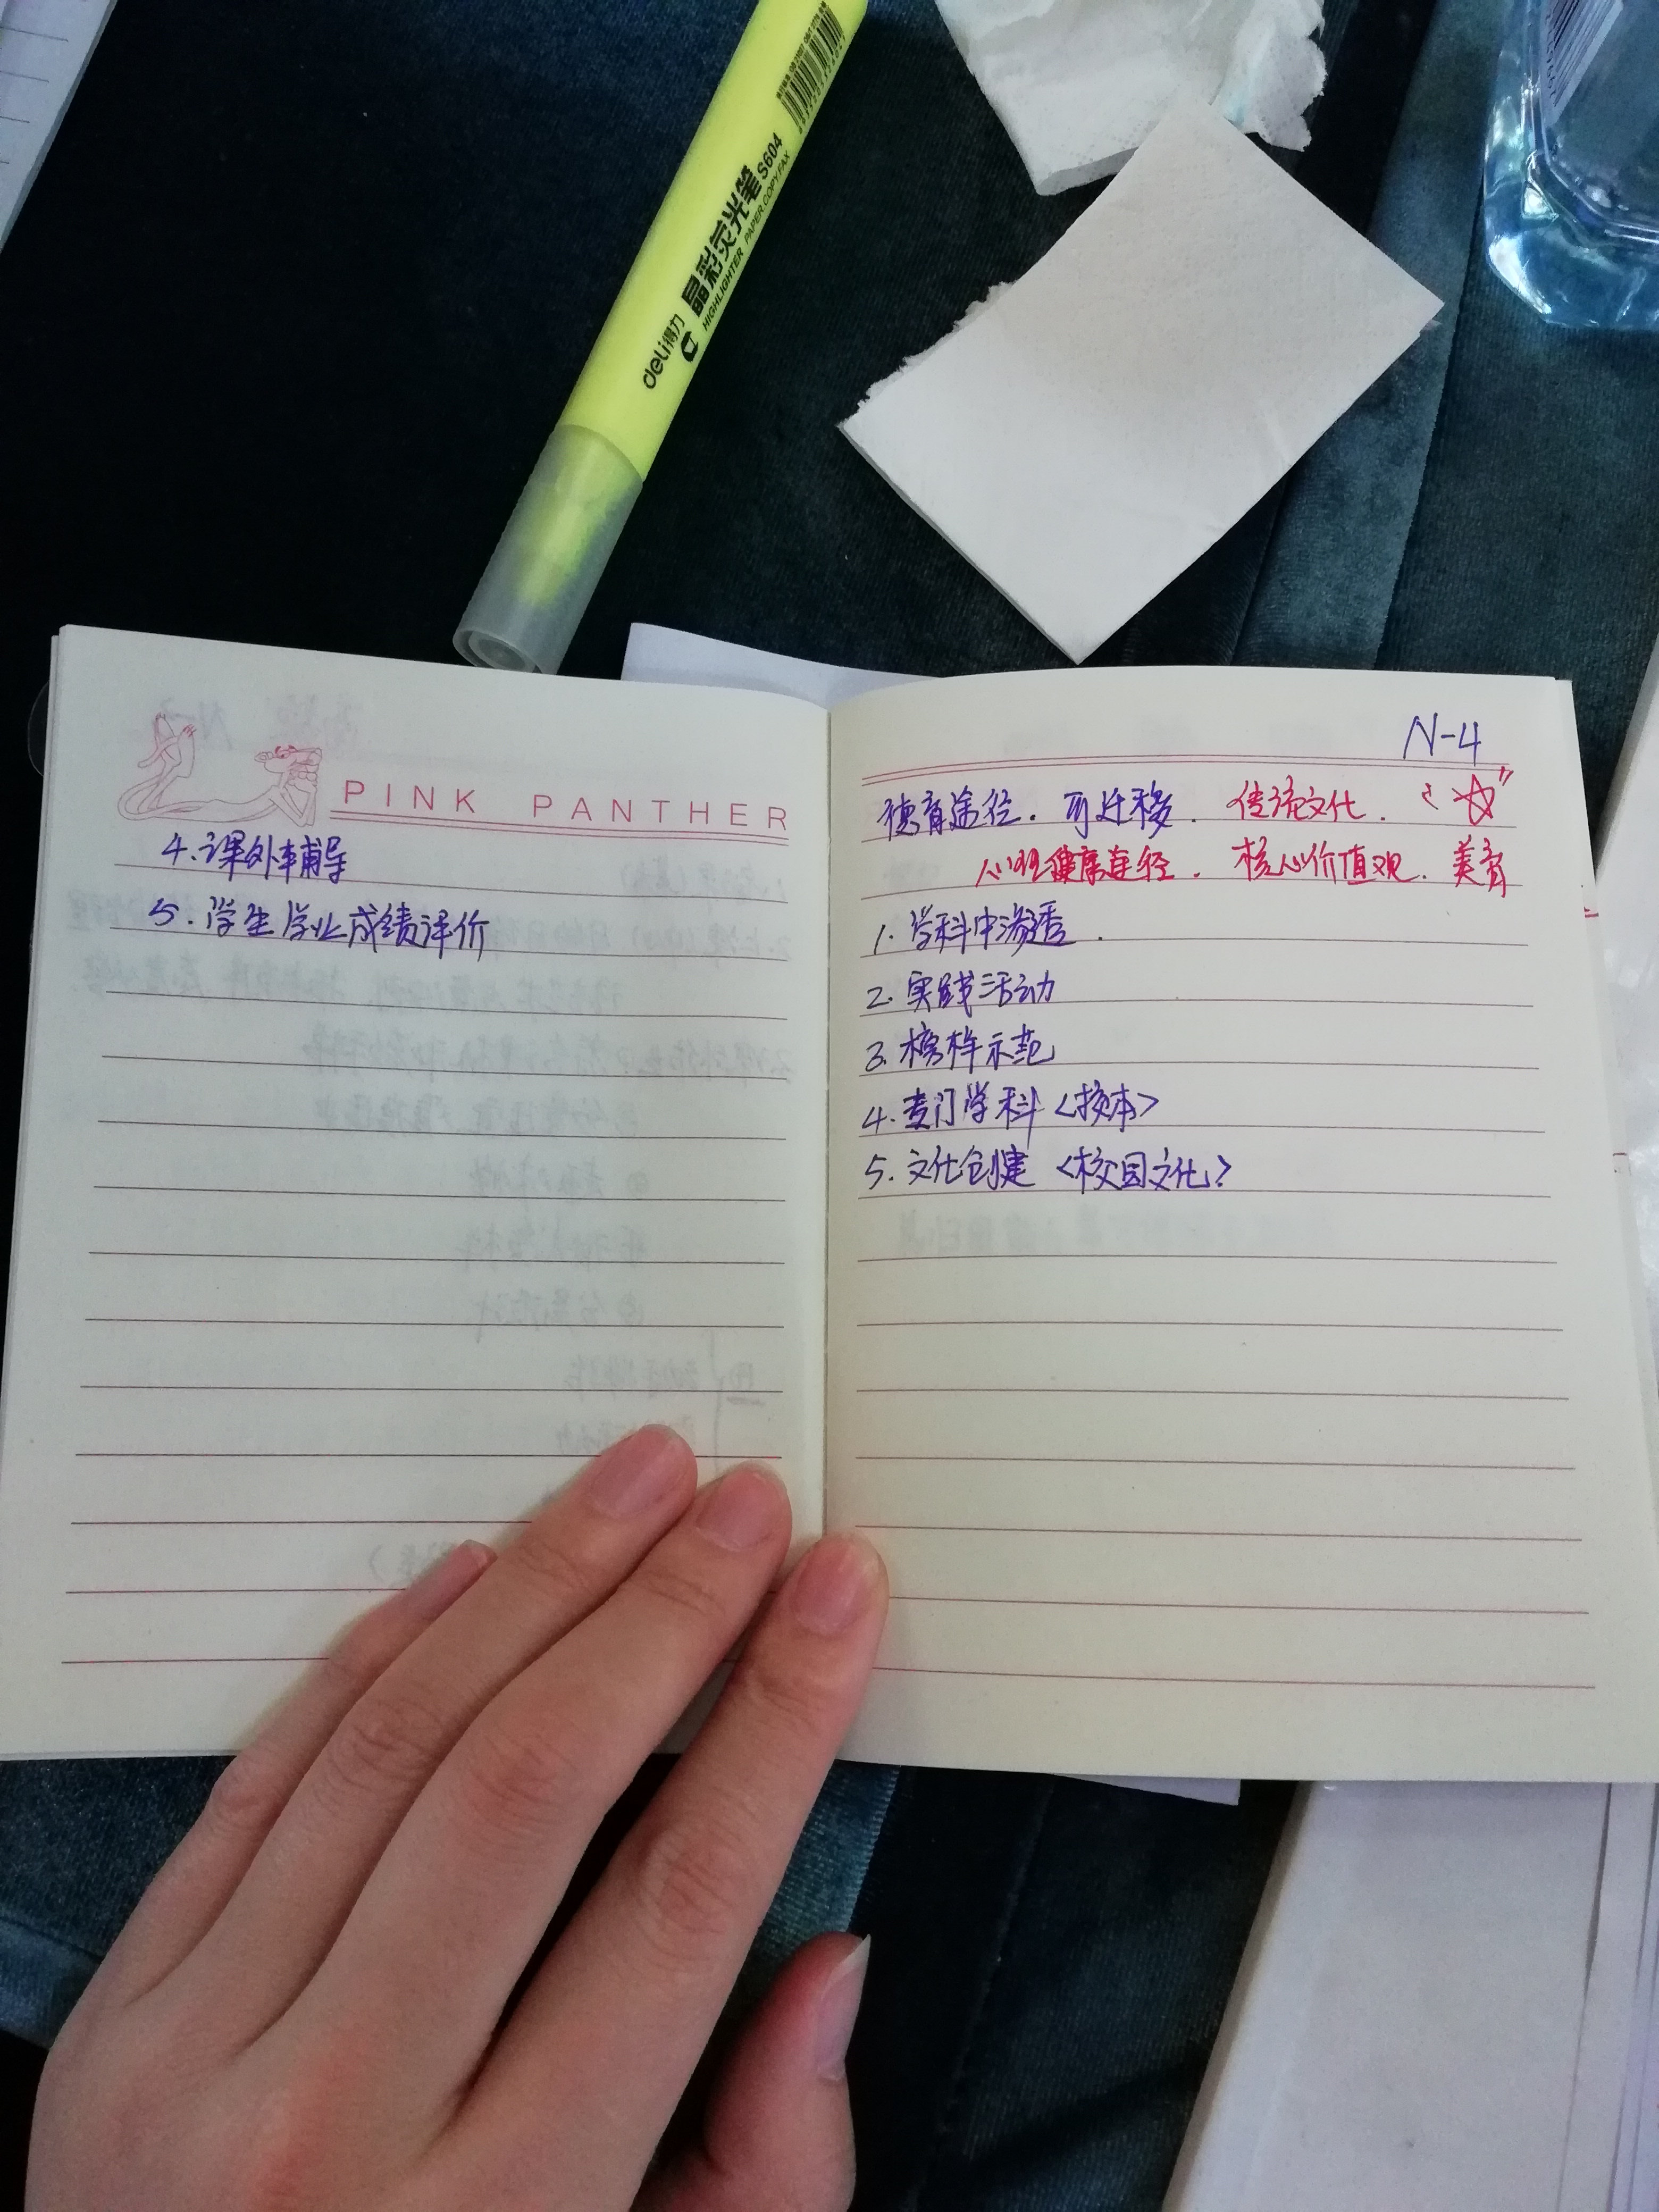 deli得力 晶彩荧光笔 S604
HIGHLIGHTER PAPER.COPY.FAX
PINK PANTHER
4.课外辅导
5.学生学业成绩评价
N-4
德育途径.可迁移.传统文化.“☆”
心理健康途径.核心价值观.美育
1.学科中渗透.
2.实践活动
3.榜样示范
4.专门学科<校本>
5.文化创建<校园文化>